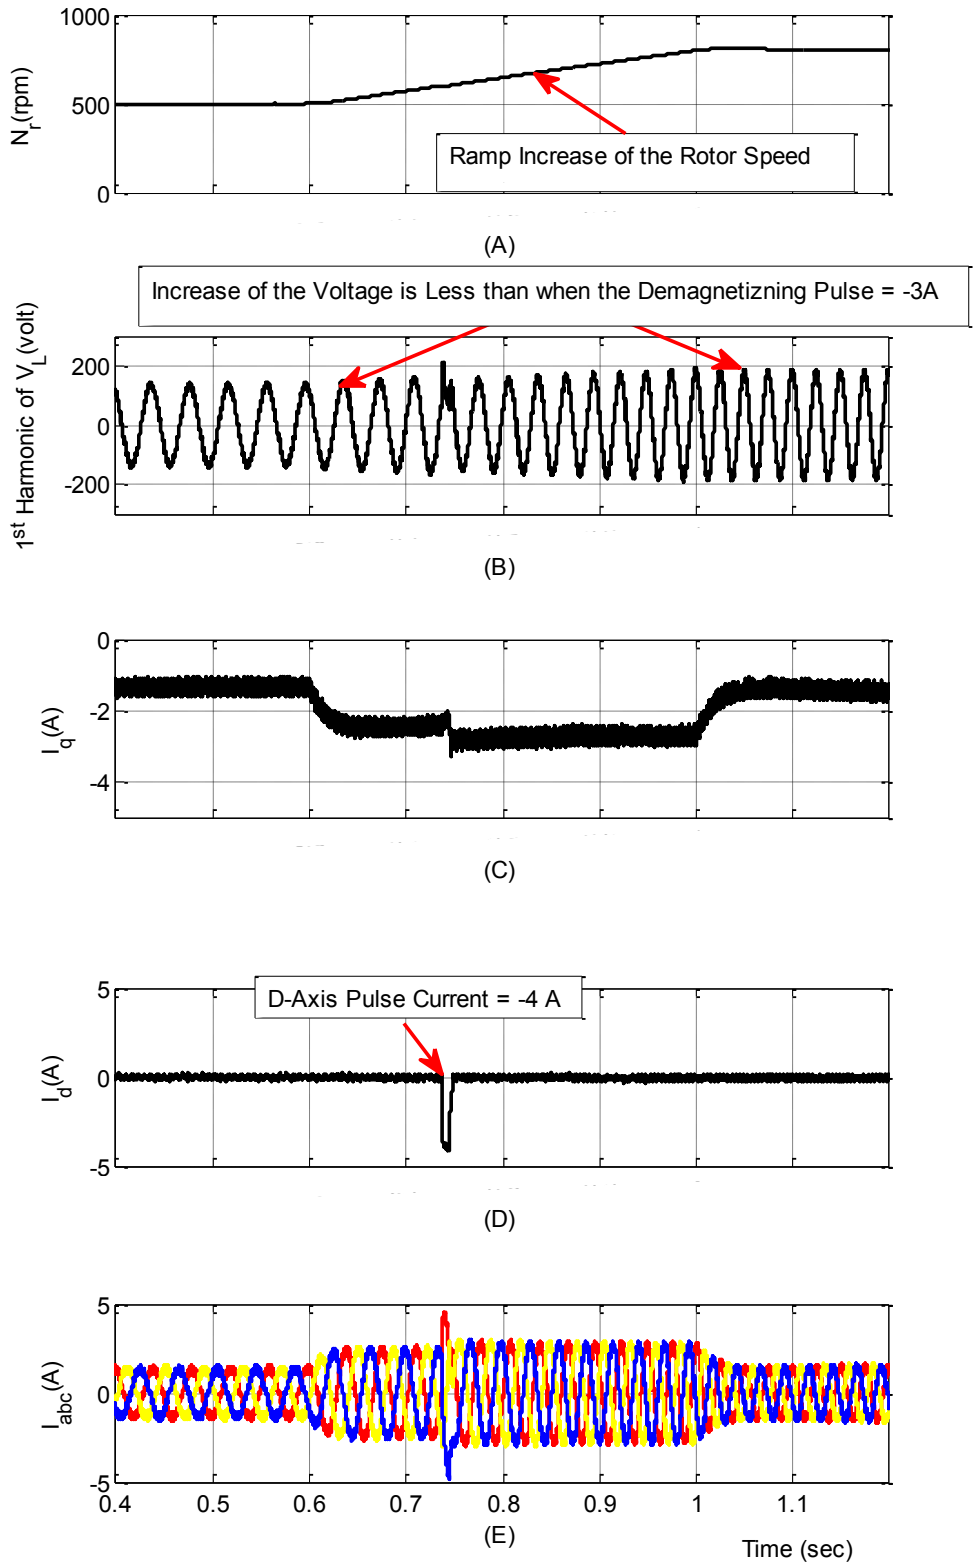 1000
500
0
N_r(rpm)
Ramp Increase of the Rotor Speed
(A)
Increase of the Voltage is Less than when the Demagnetizning Pulse = -3A
200
0
-200
1st Harmonic of V_L(volt)
(B)
0
-2
-4
I_q(A)
(C)
D-Axis Pulse Current = -4 A
5
0
-5
I_d(A)
(D)
5
0
-5
I_abc(A)
0.4 0.5 0.6 0.7 0.8 0.9 1 1.1
(E)
Time (sec)